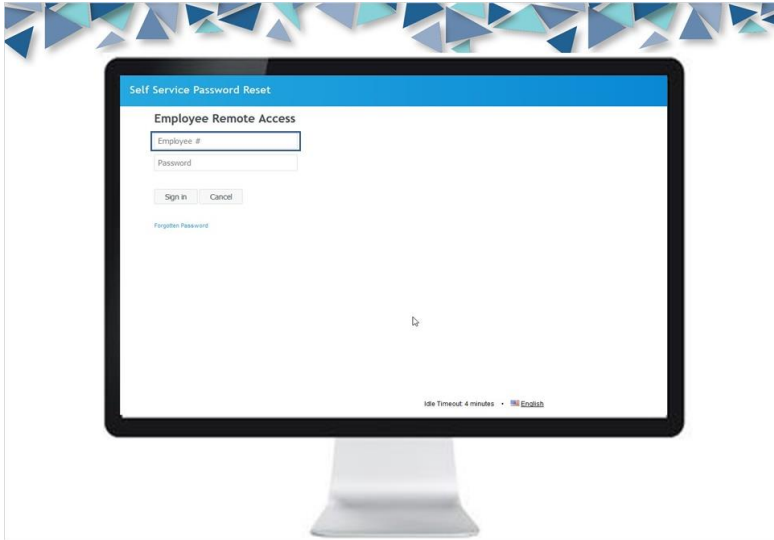 Self Service Password Reset
Employee Remote Access
Employee #
Password
Sign in Cancel
Forgotten Password
Idle Timeout: 4 minutes • English